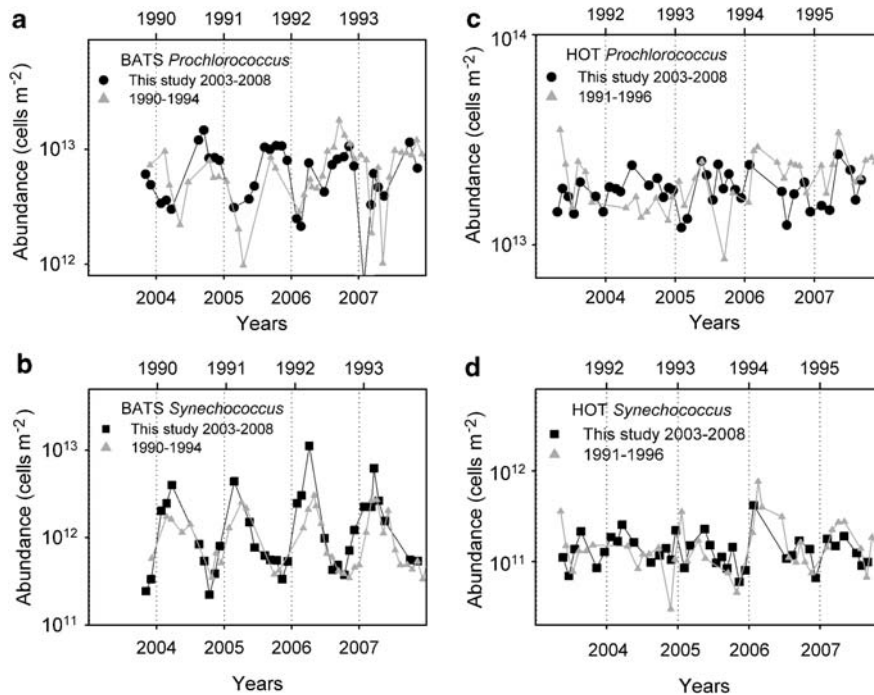 a
1990 1991 1992 1993
BATS Prochlorococcus
This study 2003-2008
1990-1994
Abundance (cells m⁻²)
10¹³
10¹²
2004 2005 2006 2007
Years
c
1992 1993 1994 1995
10¹⁴
HOT Prochlorococcus
This study 2003-2008
1991-1996
Abundance (cells m⁻²)
10¹³
2004 2005 2006 2007
Years
b
1990 1991 1992 1993
BATS Synechococcus
This study 2003-2008
1990-1994
Abundance (cells m⁻²)
10¹³
10¹²
10¹¹
2004 2005 2006 2007
Years
d
1992 1993 1994 1995
HOT Synechococcus
This study 2003-2008
1991-1996
Abundance (cells m⁻²)
10¹²
10¹¹
2004 2005 2006 2007
Years